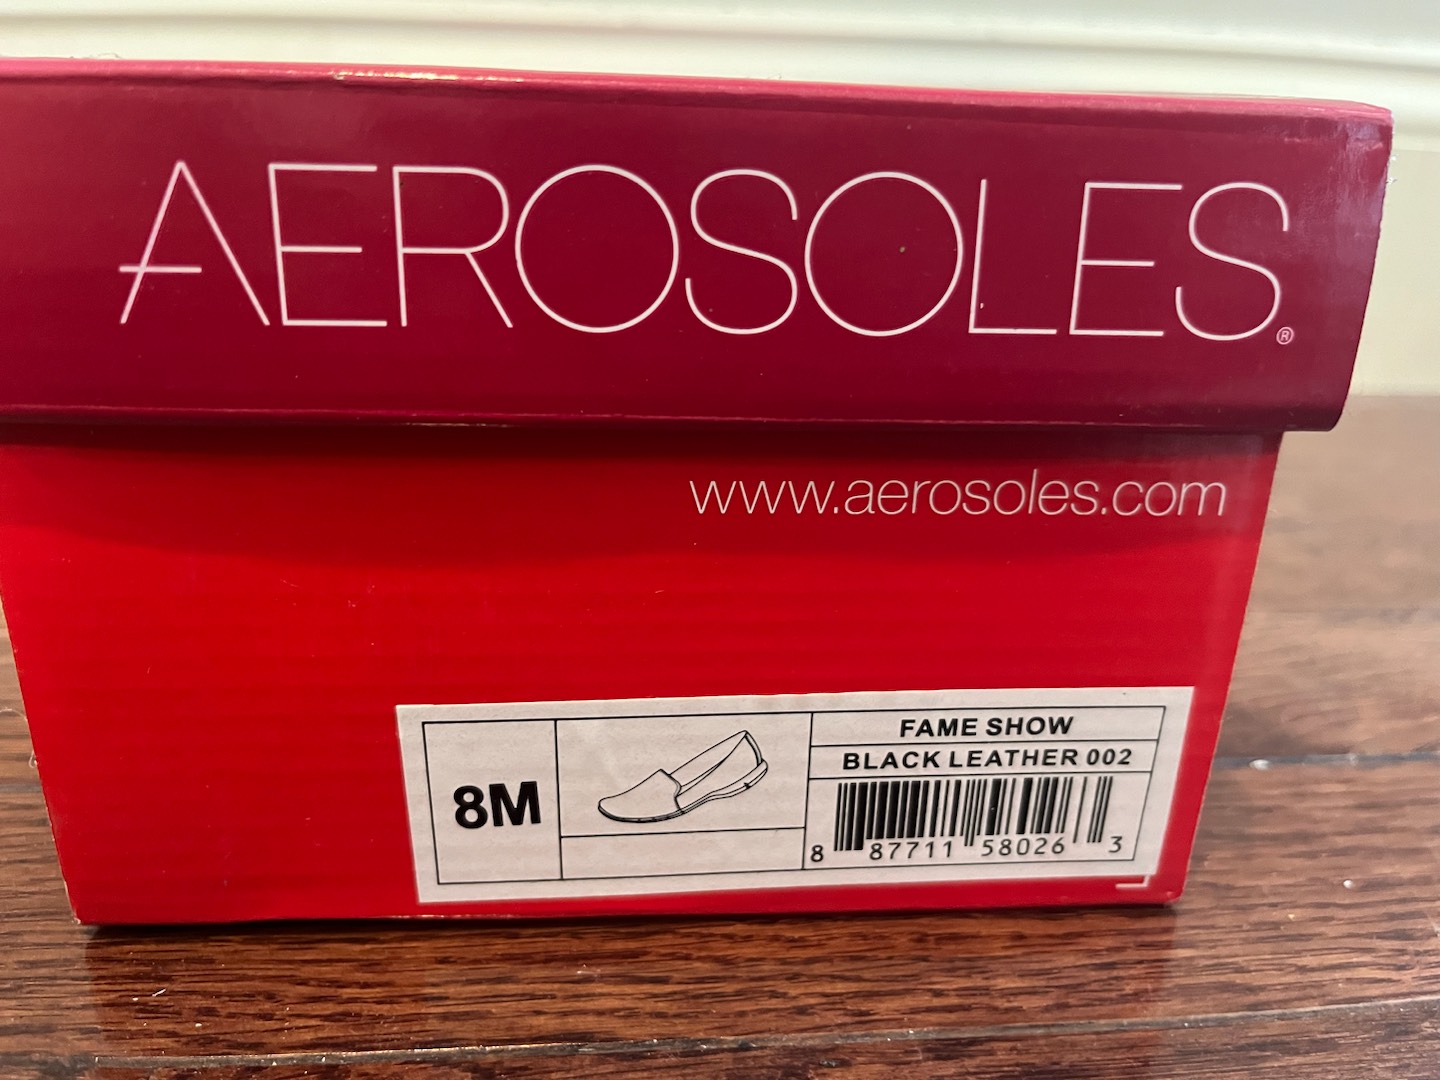 AEROSOLES®
www.aerosoles.com
8M
FAME SHOW
BLACK LEATHER 002
8 87711 58026 3